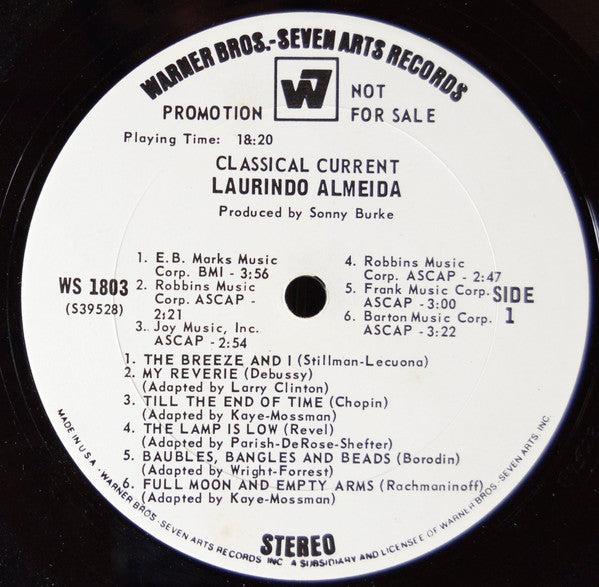 WARNER BROS.-SEVEN ARTS RECORDS
W7
PROMOTION
NOT
FOR SALE
Playing Time: 18:20
CLASSICAL CURRENT
LAURINDO ALMEIDA
Produced by Sonny Burke
WS 1803
(S39528)
1. E.B. Marks Music
Corp. BMI - 3:56
2. Robbins Music
Corp. ASCAP -
2:21
3. Joy Music, Inc.
ASCAP - 2:54
4. Robbins Music
Corp. ASCAP - 2:47
5. Frank Music Corp.
ASCAP - 3:00
6. Barton Music Corp.
ASCAP - 3:22
SIDE
1
1. THE BREEZE AND I (Stillman-Lecuona)
2. MY REVERIE (Debussy)
(Adapted by Larry Clinton)
3. TILL THE END OF TIME (Chopin)
(Adapted by Kaye-Mossman)
4. THE LAMP IS LOW (Revel)
(Adapted by Parish-DeRose-Shefter)
5. BAUBLES, BANGLES AND BEADS (Borodin)
(Adapted by Wright-Forrest)
6. FULL MOON AND EMPTY ARMS (Rachmaninoff)
(Adapted by Kaye-Mossman)
STEREO
MADE IN U.S.A. - WARNER BROS.-SEVEN ARTS RECORDS INC. A SUBSIDIARY AND LICENSEE OF WARNER BROS.-SEVEN ARTS, INC.